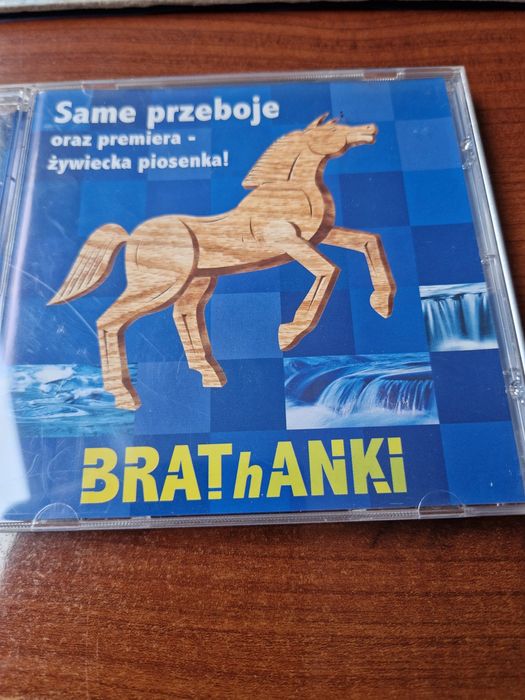 Same przeboje
oraz premiera -
żywiecka piosenka!
BRAThANKi